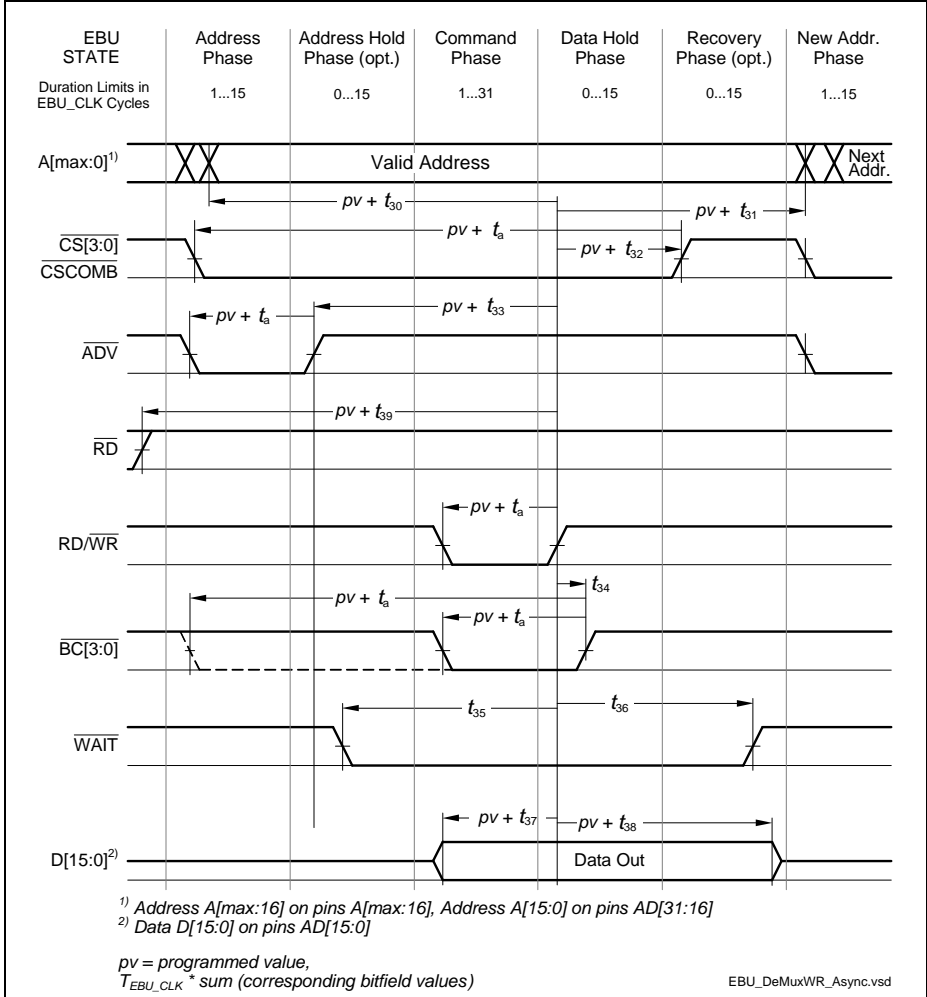 EBU STATE
Address Phase
Address Hold Phase (opt.)
Command Phase
Data Hold Phase
Recovery Phase (opt.)
New Addr. Phase
Duration Limits in EBU_CLK Cycles
1...15
0...15
1...31
0...15
0...15
1...15
A[max:0]1)
Valid Address
Next Addr.
pv + t30
pv + t31
pv + ta
CS[3:0]
pv + t32
CSCOMB
pv + t33
pv + ta
ADV
pv + t39
RD
pv + ta
RD/WR
t34
pv + ta
pv + ta
BC[3:0]
t35
t36
WAIT
pv + t37
pv + t38
D[15:0]2)
Data Out
1) Address A[max:16] on pins A[max:16], Address A[15:0] on pins AD[31:16]
2) Data D[15:0] on pins AD[15:0]
pv = programmed value,
TEBU_CLK * sum (corresponding bitfield values)
EBU_DeMuxWR_Async.vsd